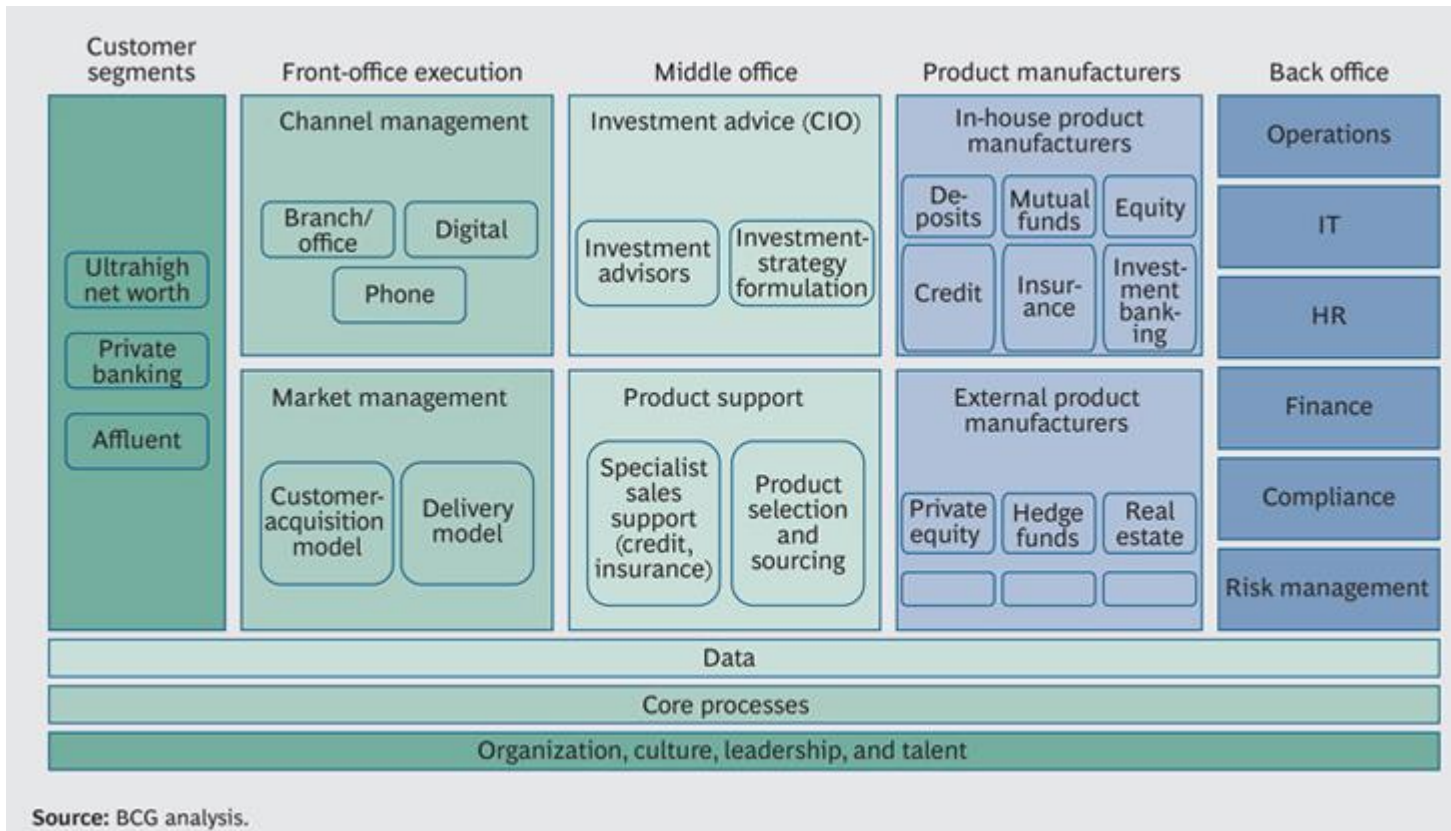 Customer
segments
Front-office execution
Middle office
Product manufacturers
Back office
Ultrahigh
net worth
Private
banking
Affluent
Channel management
Branch/
office
Digital
Phone
Market management
Customer-
acquisition
model
Delivery
model
Investment advice (CIO)
Investment
advisors
Investment-
strategy
formulation
Product support
Specialist
sales
support
(credit,
insurance)
Product
selection
and
sourcing
In-house product
manufacturers
De-
posits
Mutual
funds
Equity
Credit
Insur-
ance
Invest-
ment
bank-
ing
External product
manufacturers
Private
equity
Hedge
funds
Real
estate
Operations
IT
HR
Finance
Compliance
Risk management
Data
Core processes
Organization, culture, leadership, and talent
Source: BCG analysis.